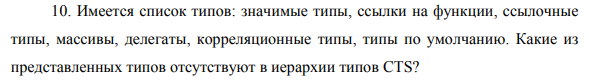 10. Имеется список типов: значимые типы, ссылки на функции, ссылочные
типы, массивы, делегаты, корреляционные типы, типы по умолчанию. Какие из
представленных типов отсутствуют в иерархии типов CTS?